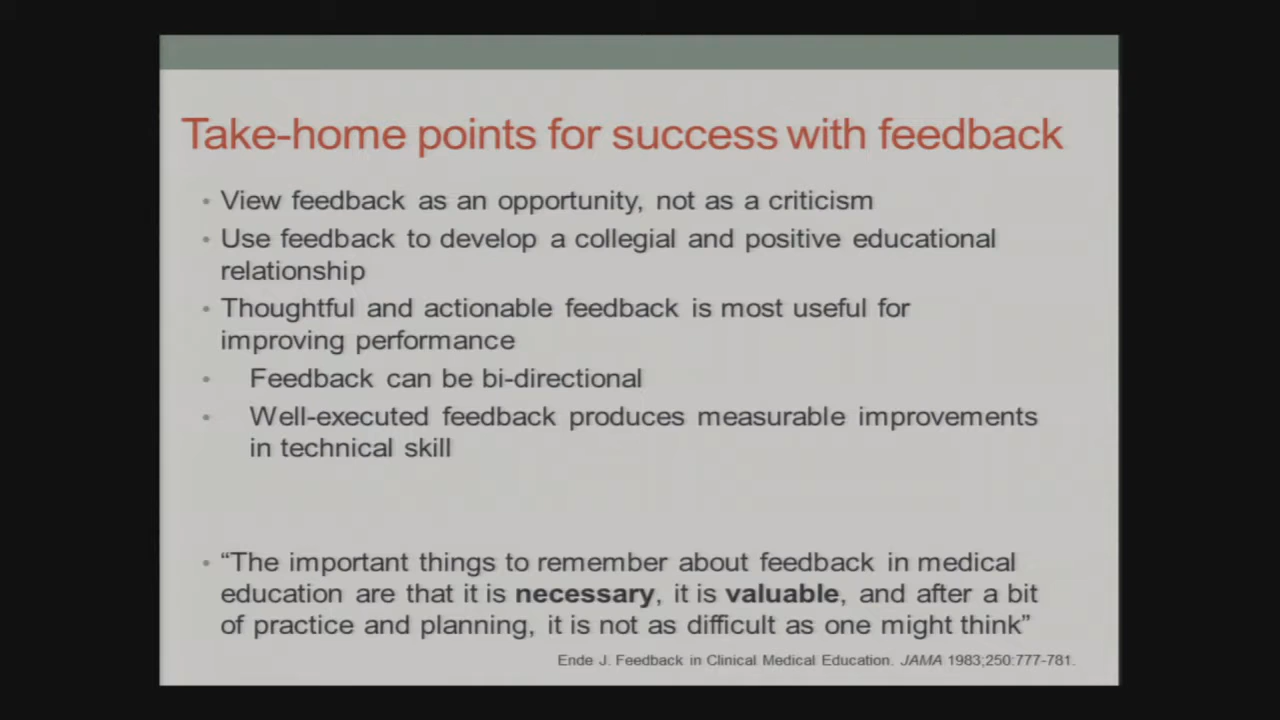 Take-home points for success with feedback
• View feedback as an opportunity, not as a criticism
• Use feedback to develop a collegial and positive educational
relationship
• Thoughtful and actionable feedback is most useful for
improving performance
• Feedback can be bi-directional
• Well-executed feedback produces measurable improvements
in technical skill
• “The important things to remember about feedback in medical
education are that it is necessary, it is valuable, and after a bit
of practice and planning, it is not as difficult as one might think”
Ende J. Feedback in Clinical Medical Education. JAMA 1983;250:777-781.